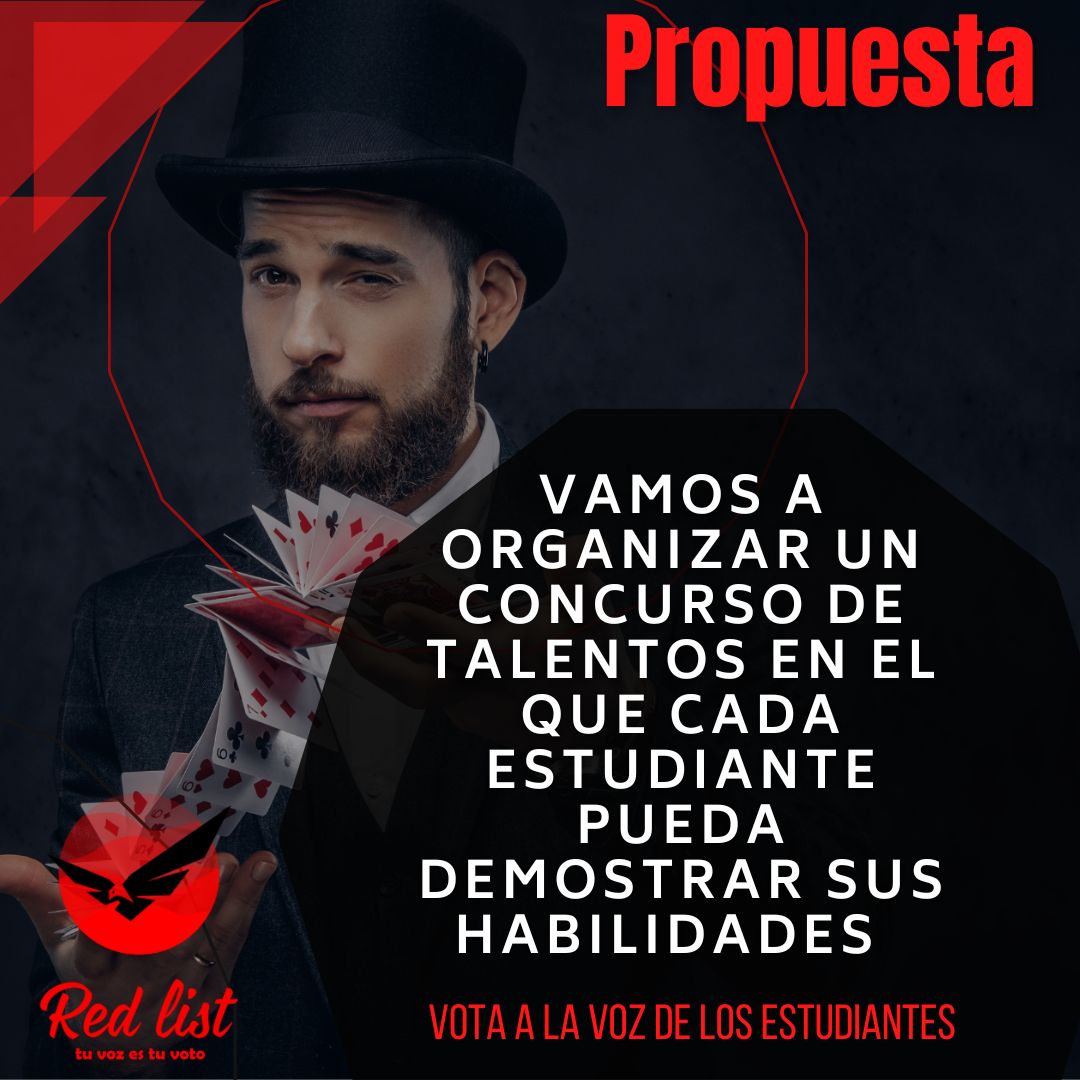 Propuesta
VAMOS A
ORGANIZAR UN
CONCURSO DE
TALENTOS EN EL
QUE CADA
ESTUDIANTE
PUEDA
DEMOSTRAR SUS
HABILIDADES
VOTA A LA VOZ DE LOS ESTUDIANTES
Red list
tu voz es tu voto